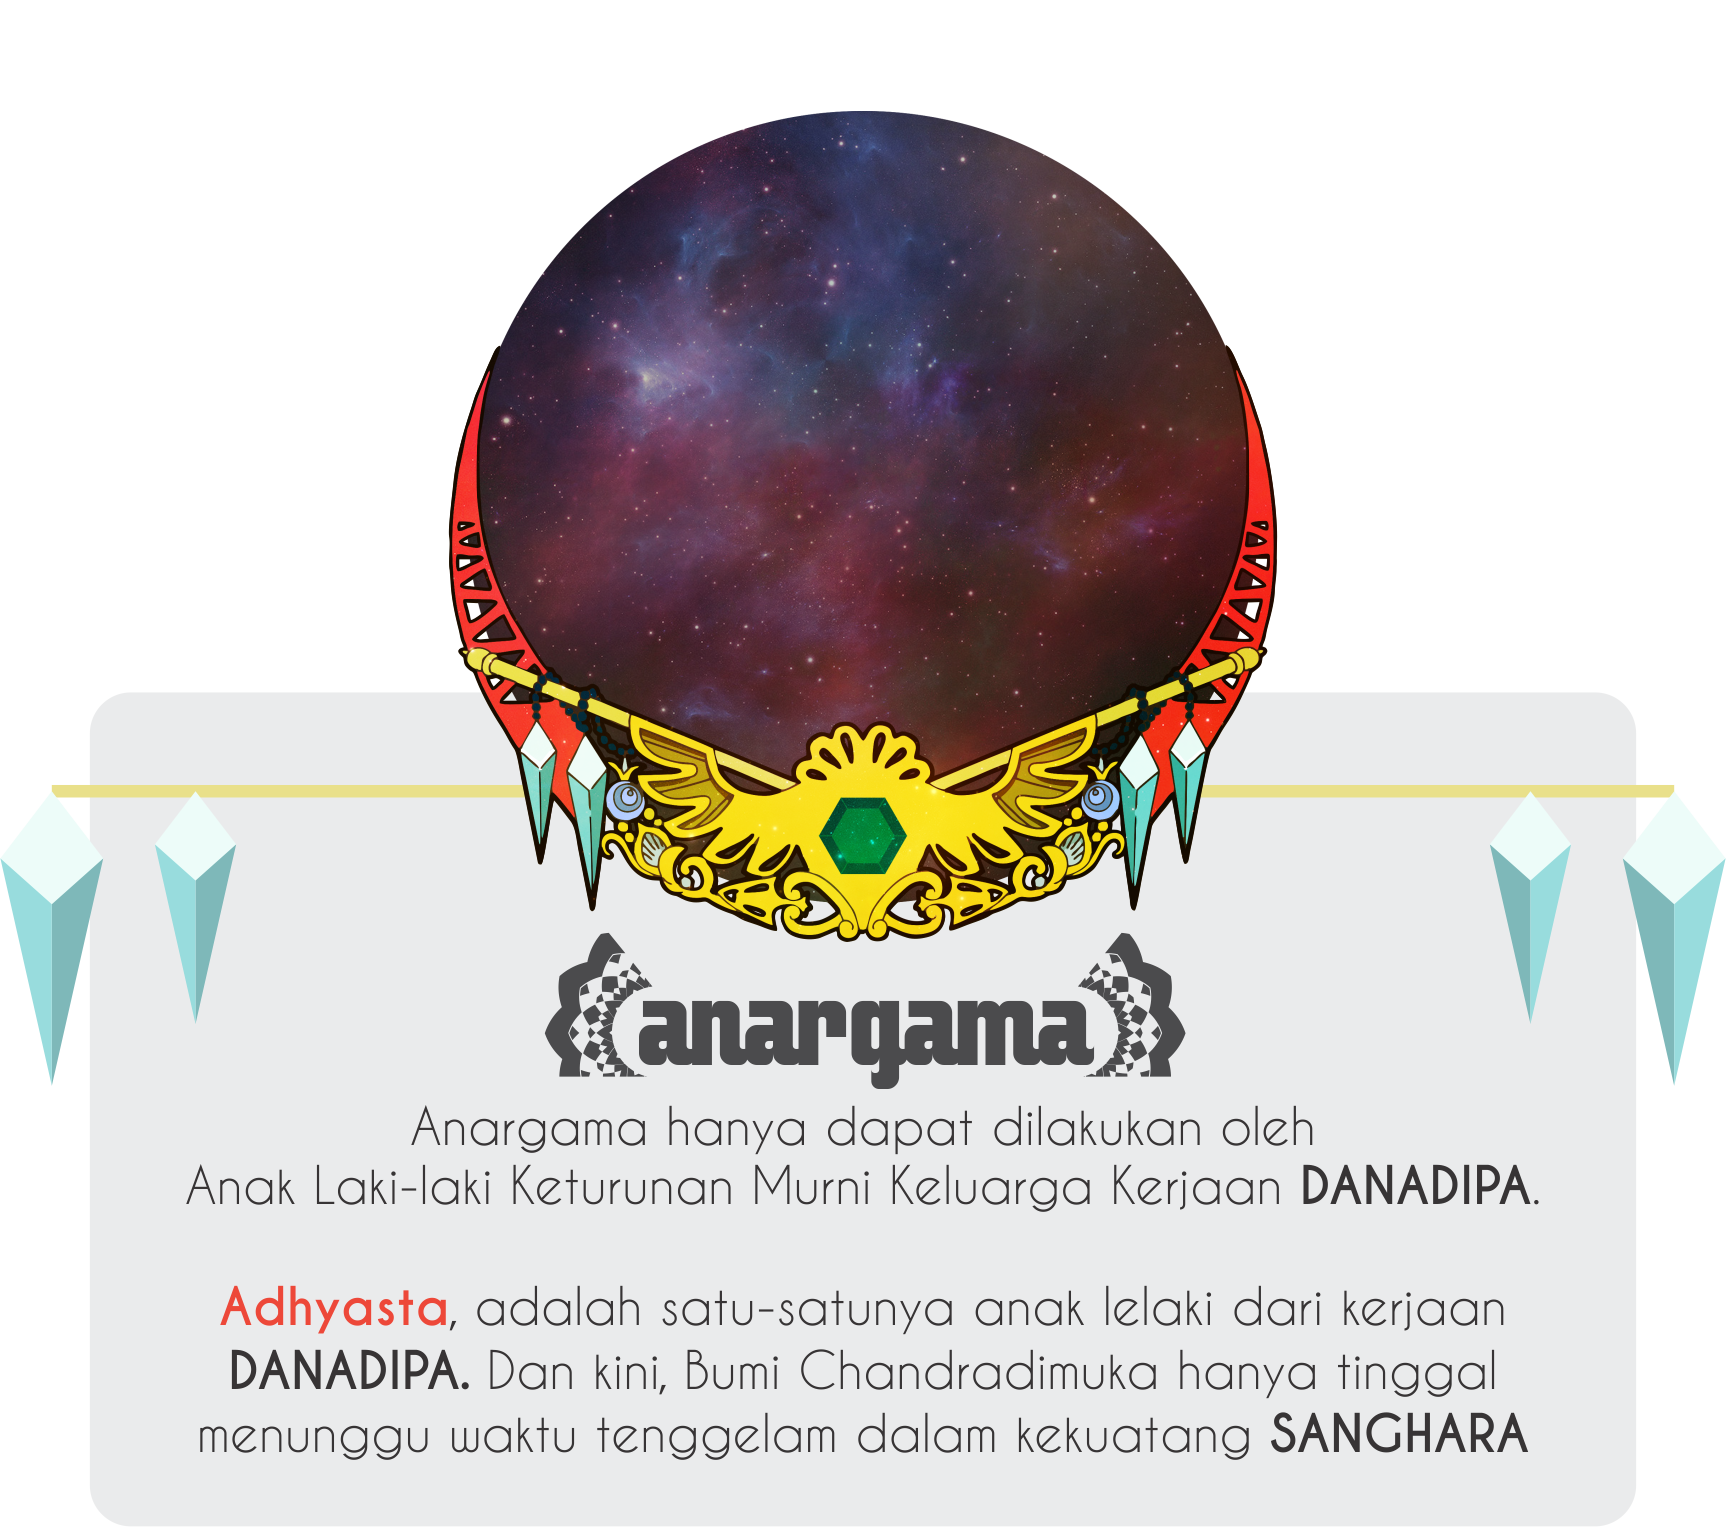 anargama
Anargama hanya dapat dilakukan oleh
Anak Laki-laki Keturunan Murni Keluarga Kerjaan DANADIPA.
Adhyasta, adalah satu-satunya anak lelaki dari kerjaan
DANADIPA. Dan kini, Bumi Chandradimuka hanya tinggal
menunggu waktu tenggelam dalam kekuatang SANGHARA